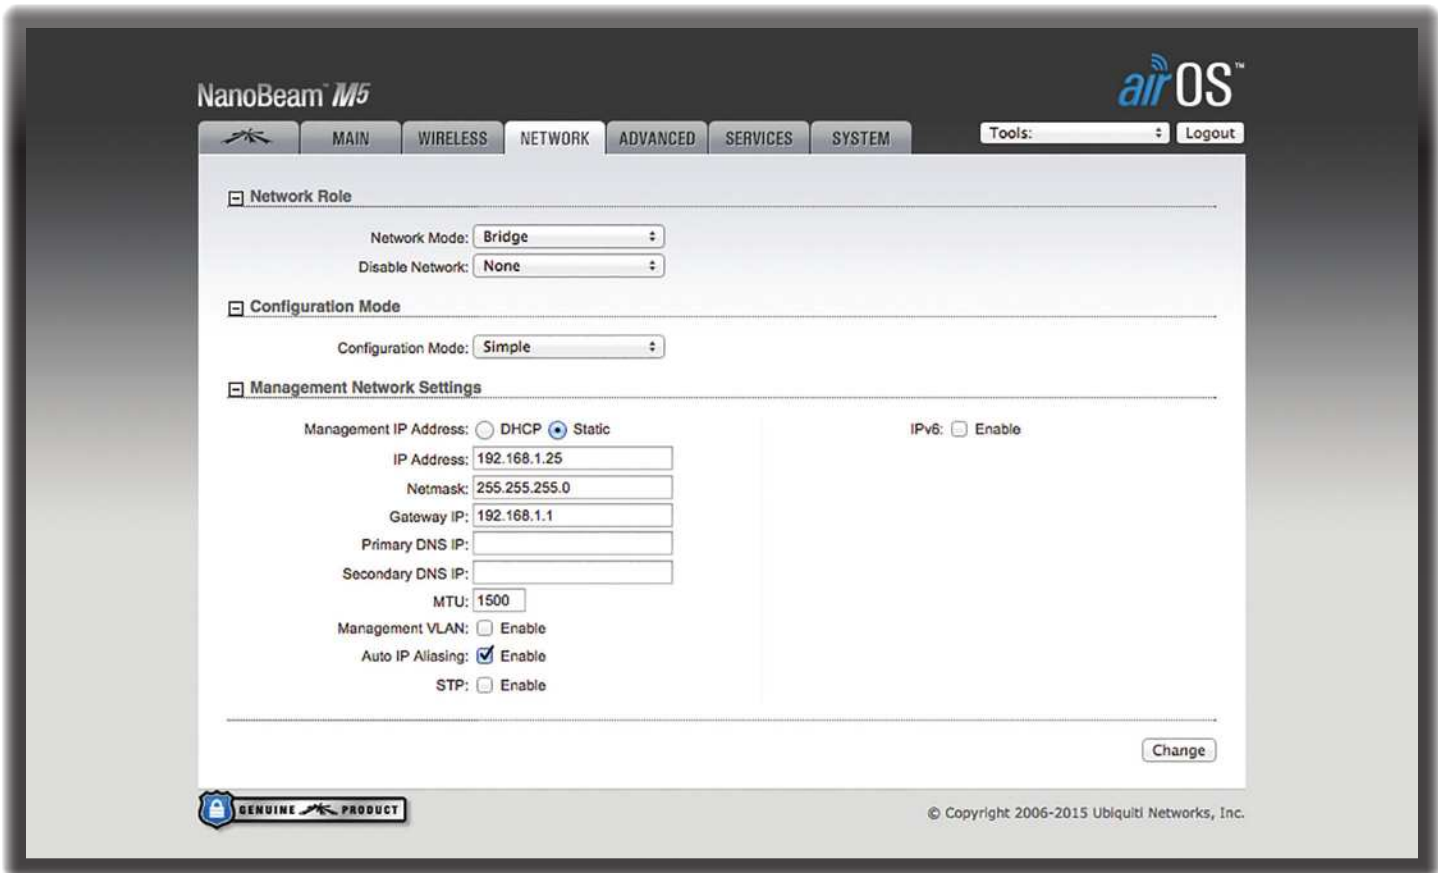 NanoBeam™ M5
airOS™
MAIN WIRELESS NETWORK ADVANCED SERVICES SYSTEM Tools: Logout
Network Role
Network Mode: Bridge
Disable Network: None
Configuration Mode
Configuration Mode: Simple
Management Network Settings
Management IP Address: DHCP Static IPv6: Enable
IP Address: 192.168.1.25
Netmask: 255.255.255.0
Gateway IP: 192.168.1.1
Primary DNS IP:
Secondary DNS IP:
MTU: 1500
Management VLAN: Enable
Auto IP Aliasing: Enable
STP: Enable
Change
GENUINE PRODUCT
© Copyright 2006-2015 Ubiquiti Networks, Inc.